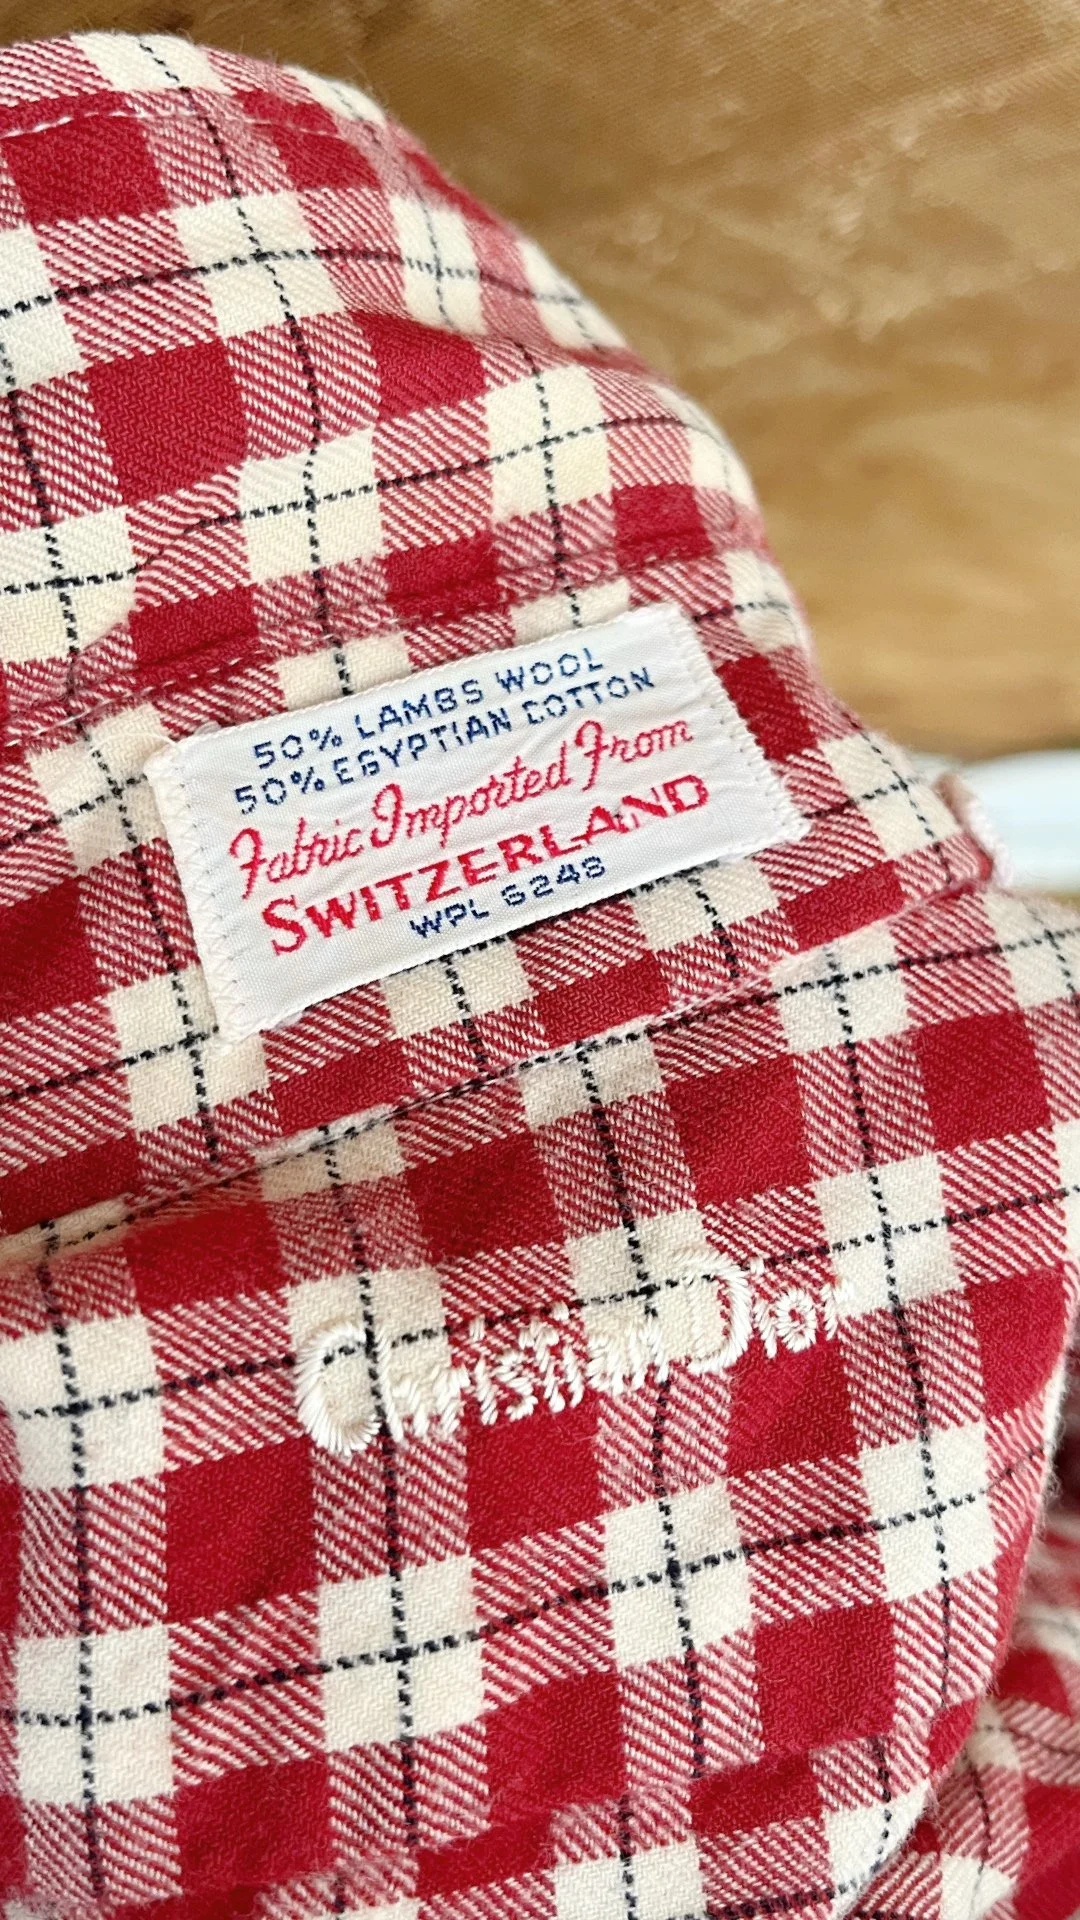 50% LAMBS WOOL
50% EGYPTIAN COTTON
Fabric Imported From
SWITZERLAND
WPL 6248
Christian Dior